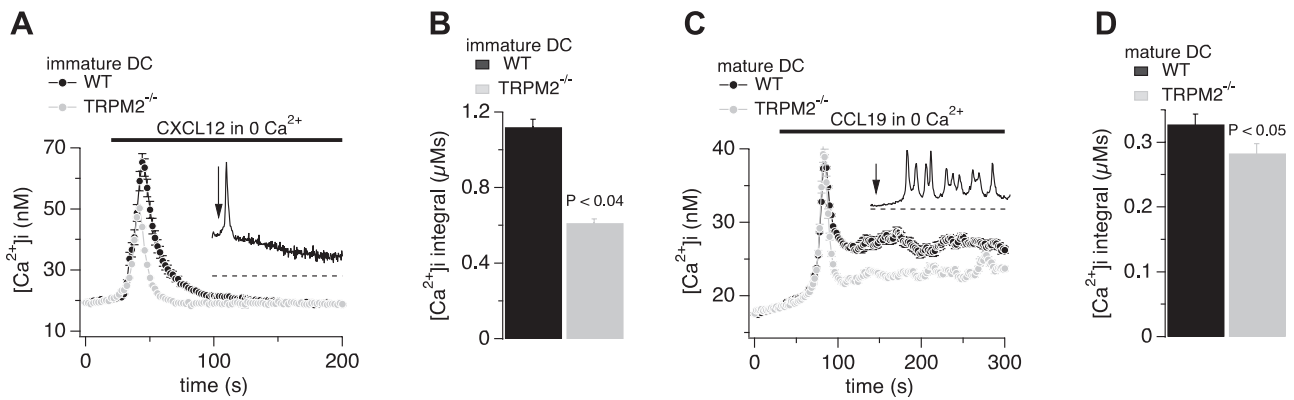 A
immature DC
WT
TRPM2-/-
CXCL12 in 0 Ca2+
70
50
30
10
[Ca2+]i (nM)
0
100
200
time (s)
B
immature DC
WT
TRPM2-/-
1.2
0.8
0.4
0
[Ca2+]i integral (µMs)
P < 0.04
C
mature DC
WT
TRPM2-/-
CCL19 in 0 Ca2+
40
30
20
[Ca2+]i (nM)
0
100
200
300
time (s)
D
mature DC
WT
TRPM2-/-
0.3
0.2
0.1
0
[Ca2+]i integral (µMs)
P < 0.05